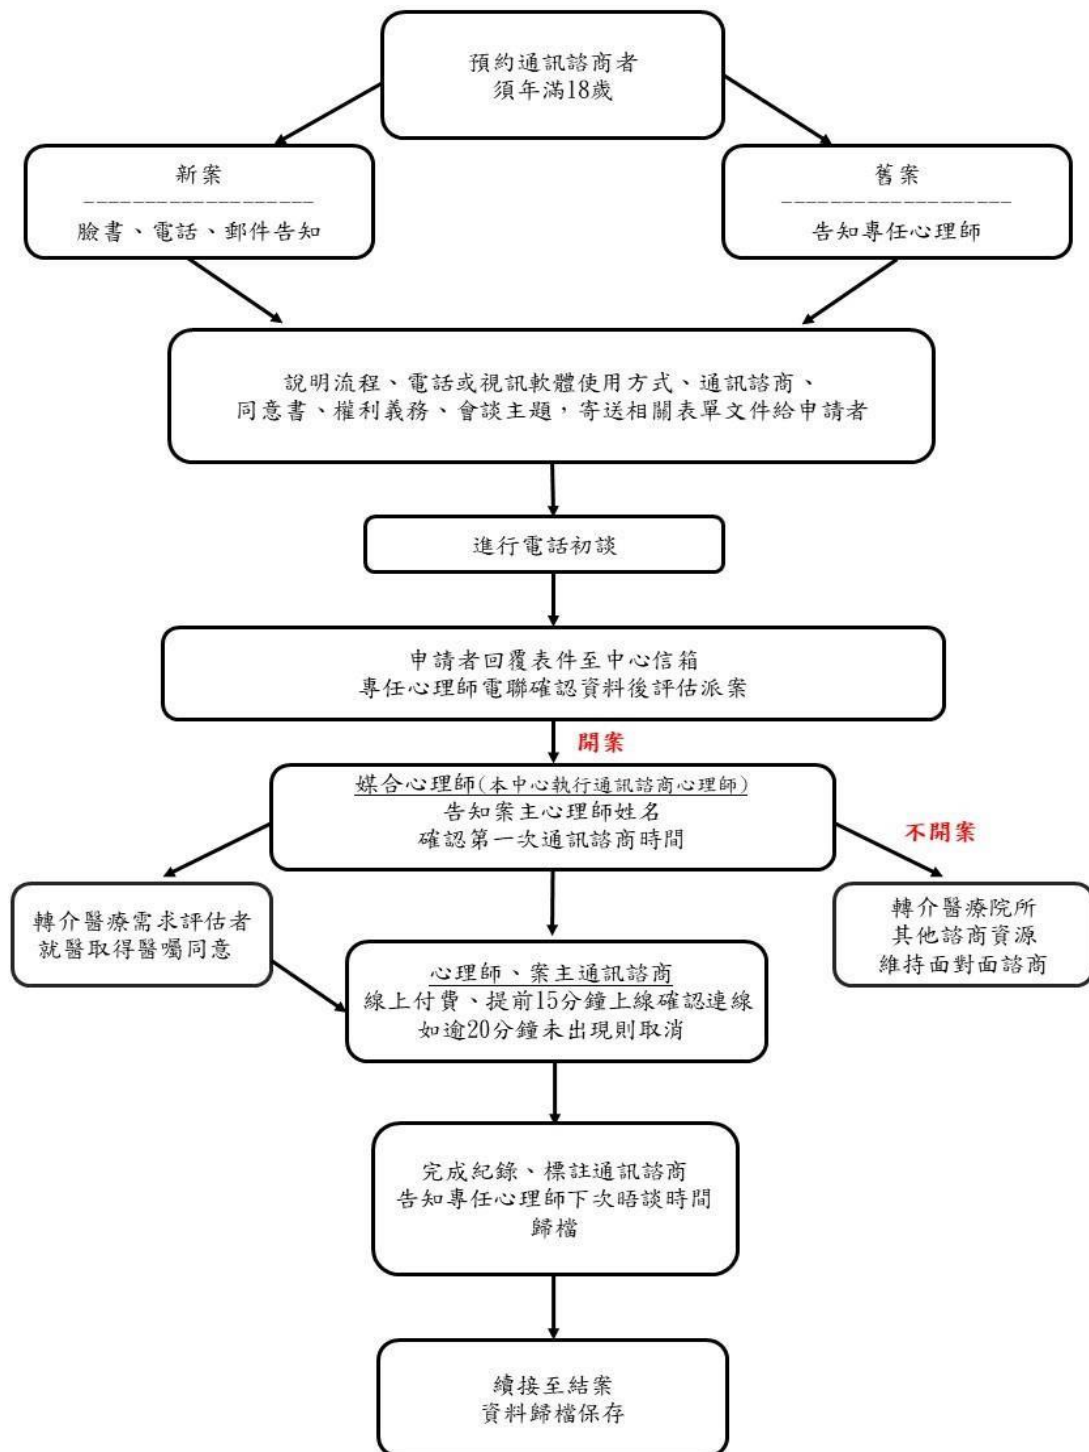 預約通訊諮商者
須年滿18歲
新案
-------------------
臉書、電話、郵件告知
舊案
-------------------
告知專任心理師
說明流程、電話或視訊軟體使用方式、通訊諮商、
同意書、權利義務、會談主題，寄送相關表單文件給申請者
進行電話初談
申請者回覆表件至中心信箱
專任心理師電聯確認資料後評估派案
開案
媒合心理師(本中心執行通訊諮商心理師)
告知案主心理師姓名
確認第一次通訊諮商時間
不開案
轉介醫療需求評估者
就醫取得醫囑同意
轉介醫療院所
其他諮商資源
維持面對面諮商
心理師、案主通訊諮商
線上付費、提前15分鐘上線確認連線
如逾20分鐘未出現則取消
完成紀錄、標註通訊諮商
告知專任心理師下次晤談時間
歸檔
續接至結案
資料歸檔保存